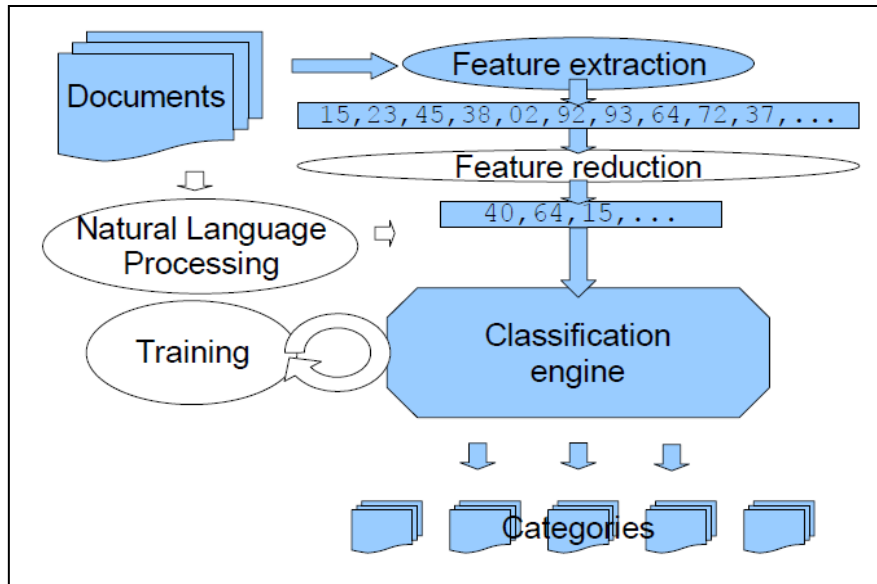 Documents
Feature extraction
15,23,45,38,02,92,93,64,72,37,...
Feature reduction
40,64,15,...
Natural Language
Processing
Training
Classification
engine
Categories